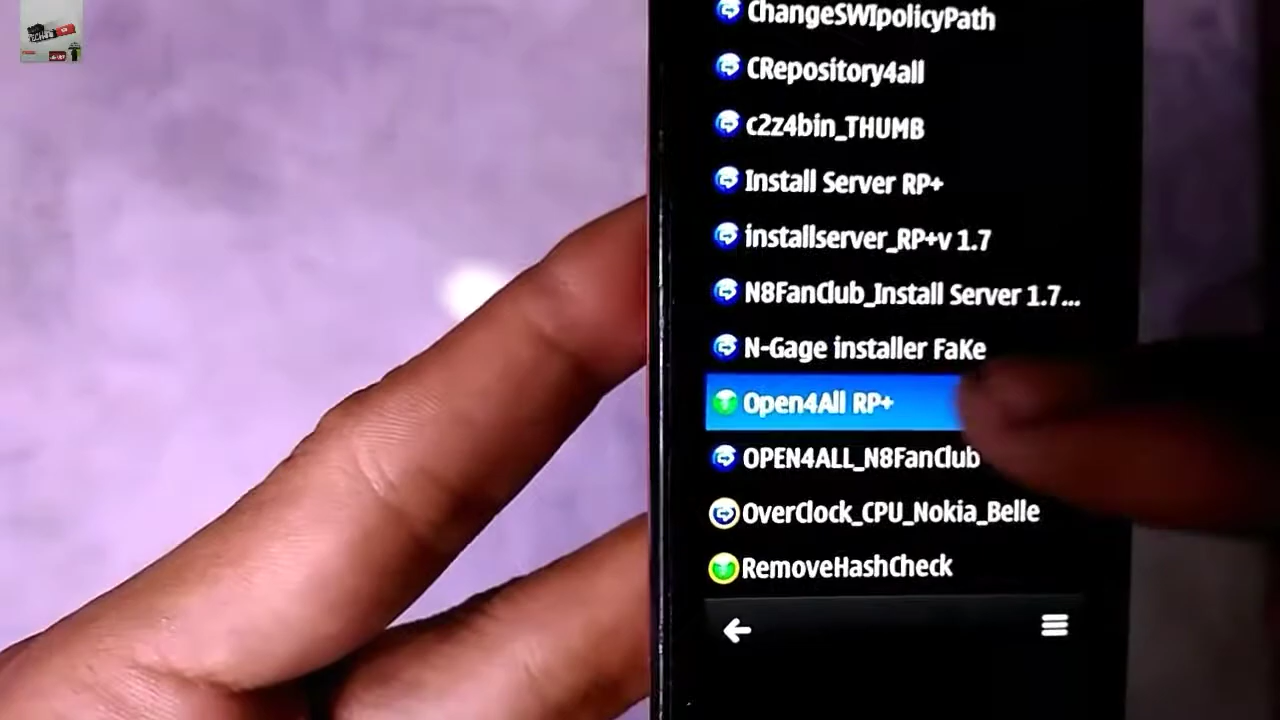 ChangeSWIpolicyPath
CRepository4all
c2z4bin_THUMB
Install Server RP+
installserver_RP+v 1.7
N8FanClub_Install Server 1.7...
N-Gage installer FaKe
Open4All RP+
OPEN4ALL_N8FanClub
OverClock_CPU_Nokia_Belle
RemoveHashCheck